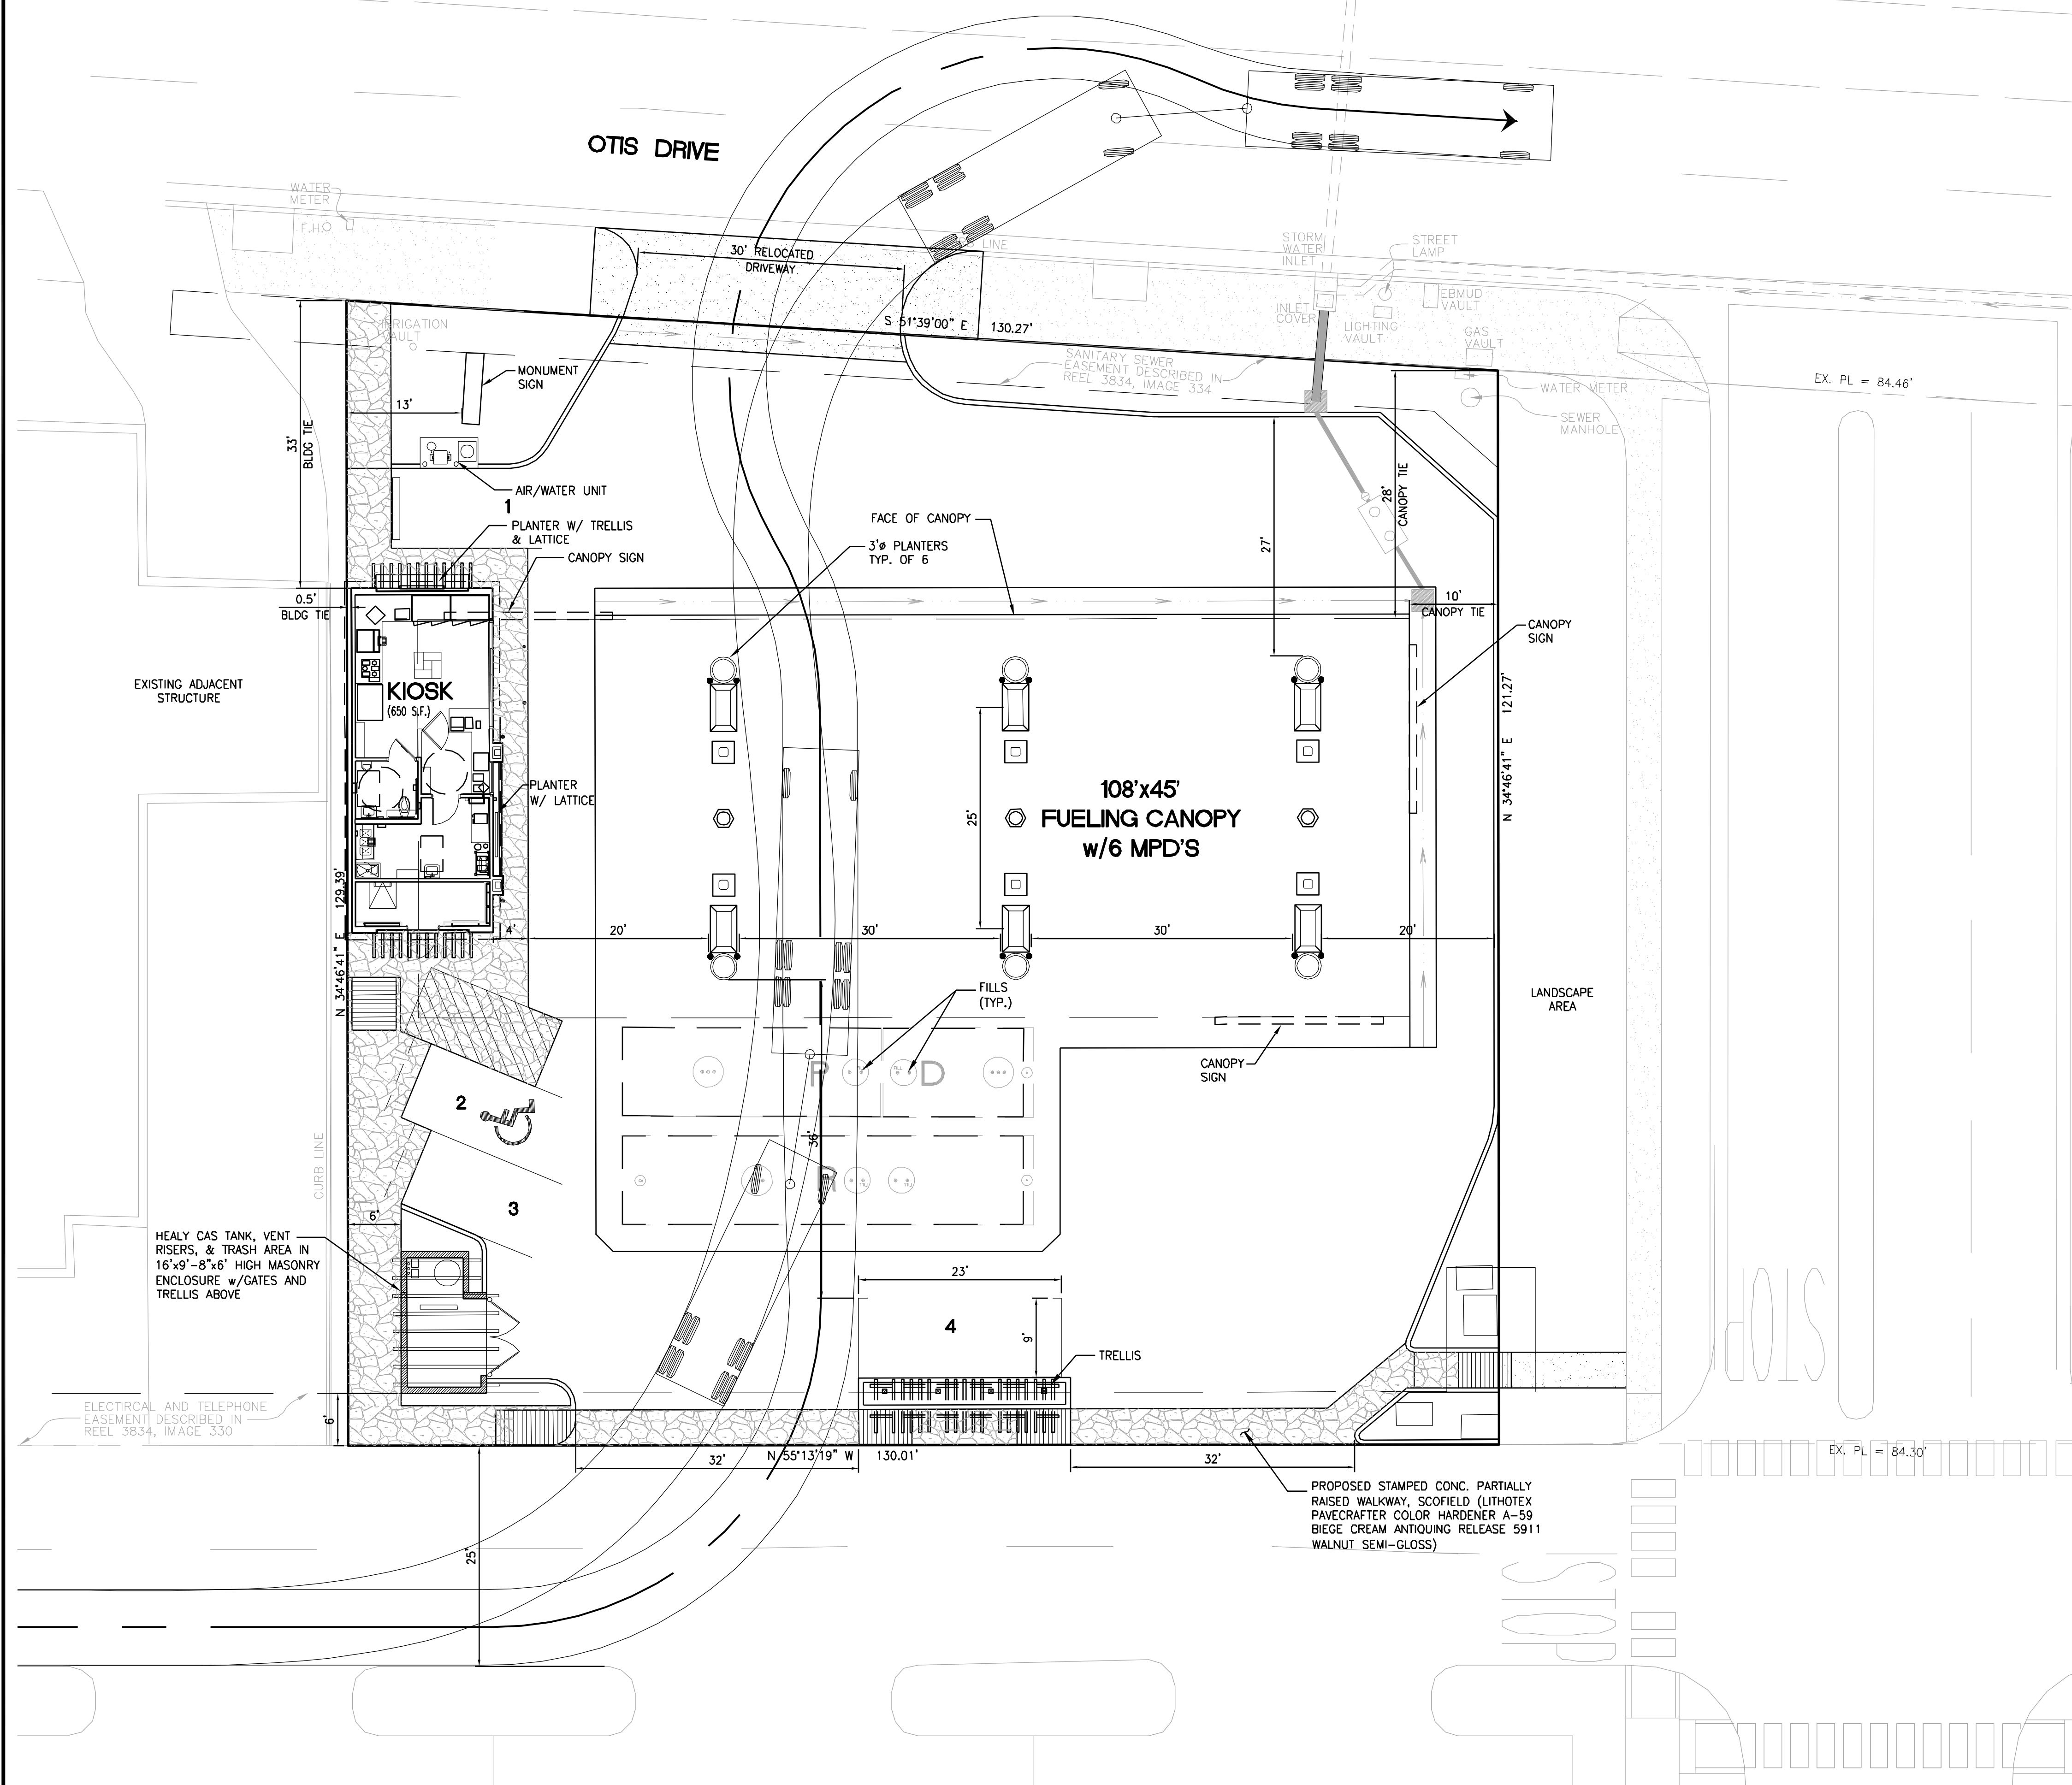 OTIS DRIVE
WATER
METER
F.H.
30' RELOCATED
DRIVEWAY
LINE
STORM
WATER
INLET
STREET
LAMP
EBMUD
VAULT
INLET
COVER
LIGHTING
VAULT
GAS
VAULT
S 51°39'00" E 130.27'
IRRIGATION
VAULT
SANITARY SEWER
EASEMENT DESCRIBED IN
REEL 3834, IMAGE 334
WATER METER
EX. PL = 84.46'
SEWER
MANHOLE
MONUMENT
SIGN
13'
33'
BLDG TIE
AIR/WATER UNIT
1
PLANTER W/ TRELLIS
& LATTICE
CANOPY SIGN
FACE OF CANOPY
3'ø PLANTERS
TYP. OF 6
27'
28'
CANOPY TIE
0.5'
BLDG TIE
10'
CANOPY TIE
CANOPY
SIGN
EXISTING ADJACENT
STRUCTURE
KIOSK
(650 S.F.)
PLANTER
W/ LATTICE
25'
108'x45'
FUELING CANOPY
w/6 MPD'S
N 34°46'41" E 121.27'
N 34°46'41" E 129.39'
4'
20'
30'
30'
20'
FILLS
(TYP.)
LANDSCAPE
AREA
CANOPY
SIGN
P
FILL
FILL
D
2
36'
R
FILL
FILL
3
CURB LINE
6'
HEALY CAS TANK, VENT
RISERS, & TRASH AREA IN
16'x9'-8"x6' HIGH MASONRY
ENCLOSURE w/GATES AND
TRELLIS ABOVE
23'
4
9'
TRELLIS
STOP
ELECTIRCAL AND TELEPHONE
EASEMENT DESCRIBED IN
REEL 3834, IMAGE 330
6'
32'
N 55°13'19" W 130.01'
32'
EX. PL = 84.30'
PROPOSED STAMPED CONC. PARTIALLY
RAISED WALKWAY, SCOFIELD (LITHOTEX
PAVECRAFTER COLOR HARDENER A-59
BIEGE CREAM ANTIQUING RELEASE 5911
WALNUT SEMI-GLOSS)
25'
STOP